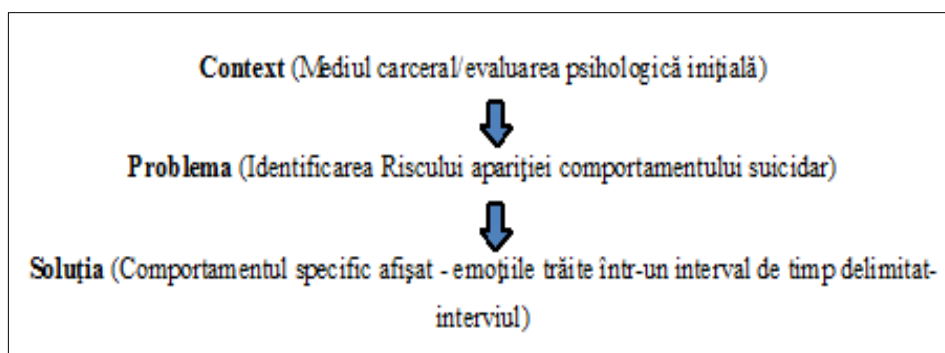 Context (Mediul carceral/evaluarea psihologică inițială)
Problema (Identificarea Riscului apariției comportamentului suicidar)
Soluția (Comportamentul specific afișat - emoțiile trăite într-un interval de timp delimitat-
interviul)